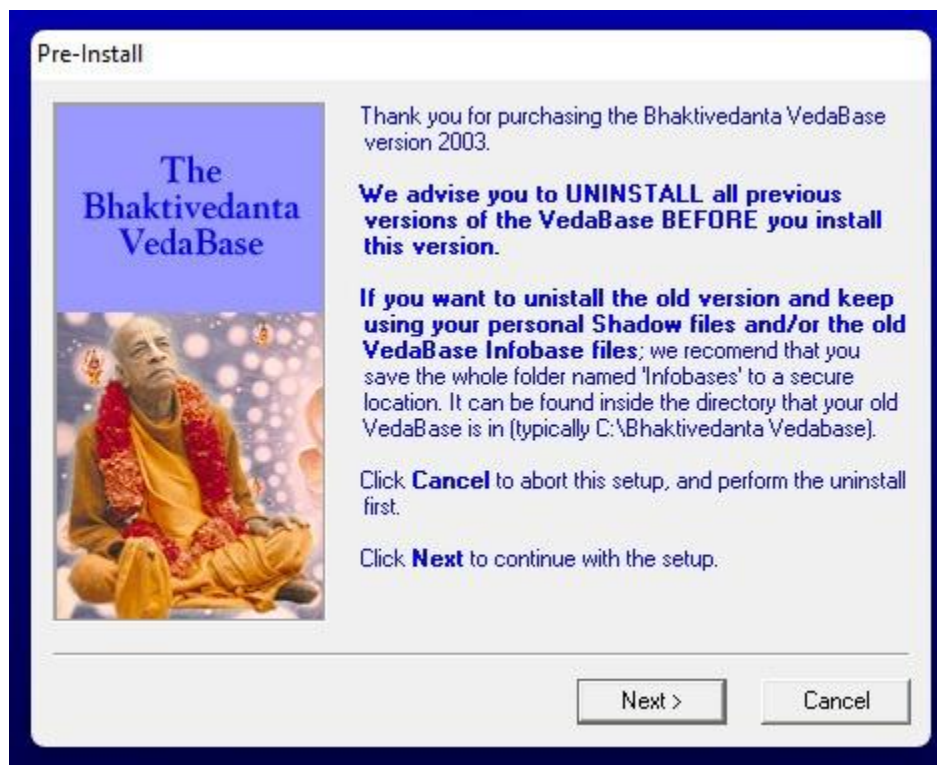 Pre-Install
The
Bhaktivedanta
VedaBase
Thank you for purchasing the Bhaktivedanta VedaBase
version 2003.
We advise you to UNINSTALL all previous
versions of the VedaBase BEFORE you install
this version.
If you want to unistall the old version and keep
using your personal Shadow files and/or the old
VedaBase Infobase files; we recomend that you
save the whole folder named 'Infobases' to a secure
location. It can be found inside the directory that your old
VedaBase is in (typically C:\Bhaktivedanta Vedabase).
Click Cancel to abort this setup, and perform the uninstall
first.
Click Next to continue with the setup.
Next >
Cancel